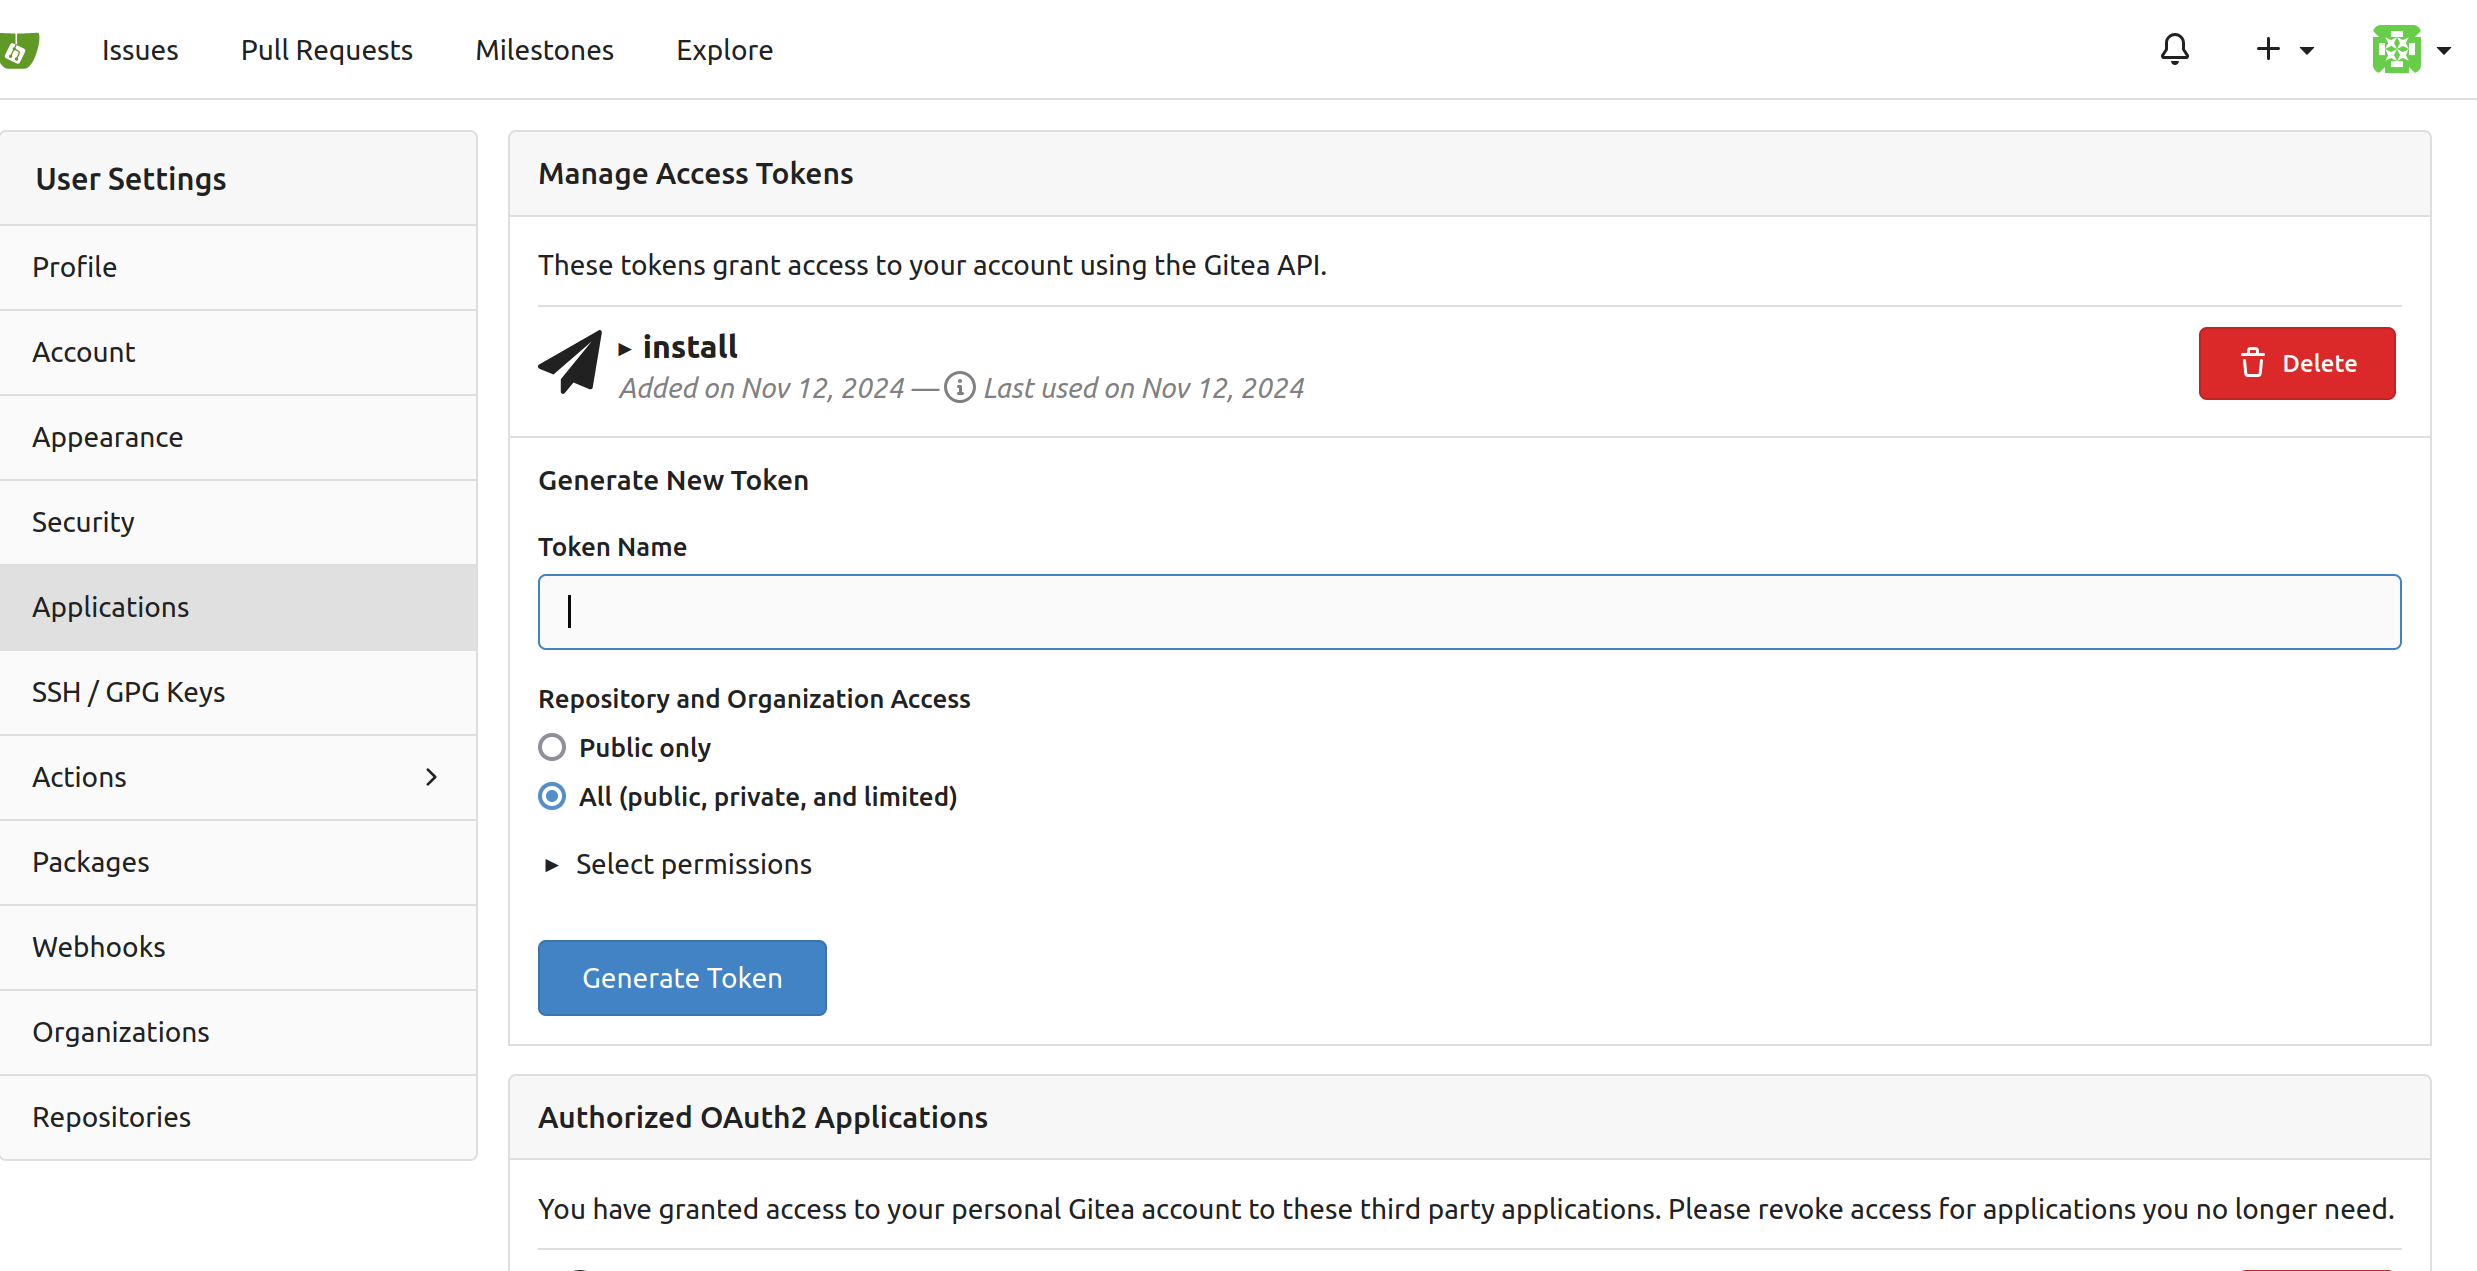 Issues Pull Requests Milestones Explore
User Settings
Profile
Account
Appearance
Security
Applications
SSH / GPG Keys
Actions
Packages
Webhooks
Organizations
Repositories
Manage Access Tokens
These tokens grant access to your account using the Gitea API.
install
Added on Nov 12, 2024 — Last used on Nov 12, 2024
Delete
Generate New Token
Token Name
Repository and Organization Access
Public only
All (public, private, and limited)
Select permissions
Generate Token
Authorized OAuth2 Applications
You have granted access to your personal Gitea account to these third party applications. Please revoke access for applications you no longer need.